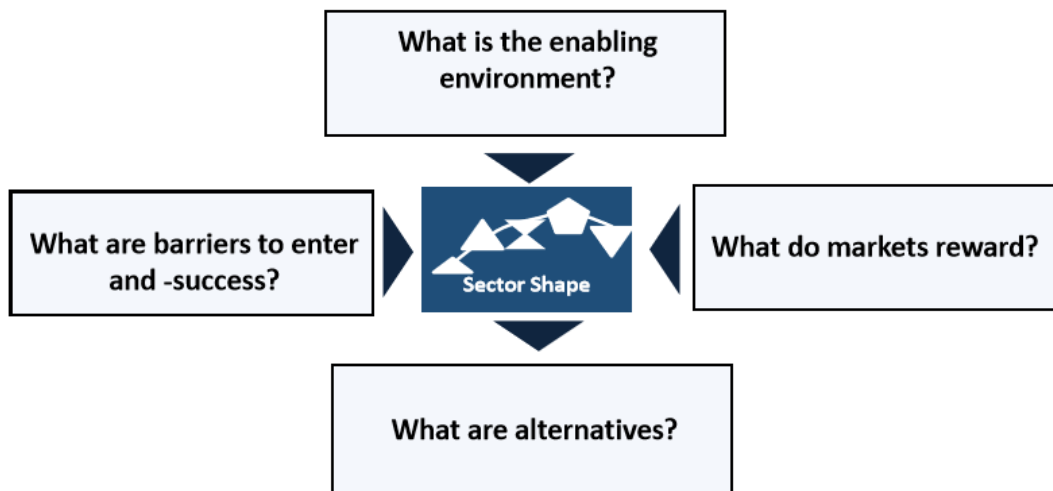 What is the enabling
environment?
What are barriers to enter
and -success?
Sector Shape
What do markets reward?
What are alternatives?